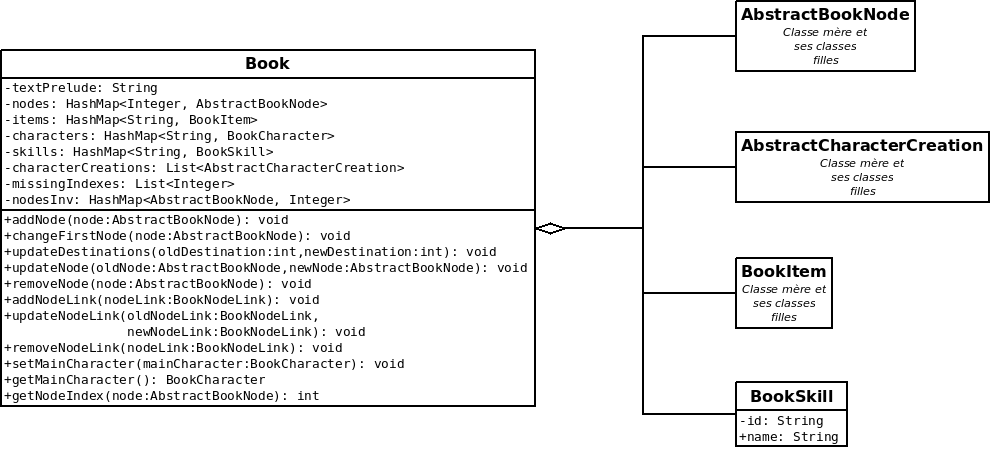 Book
-textPrelude: String
-nodes: HashMap<Integer, AbstractBookNode>
-items: HashMap<String, BookItem>
-characters: HashMap<String, BookCharacter>
-skills: HashMap<String, BookSkill>
-characterCreations: List<AbstractCharacterCreation>
-missingIndexes: List<Integer>
-nodesInv: HashMap<AbstractBookNode, Integer>
+addNode(node:AbstractBookNode): void
+changeFirstNode(node:AbstractBookNode): void
+updateDestinations(oldDestination:int,newDestination:int): void
+updateNode(oldNode:AbstractBookNode,newNode:AbstractBookNode): void
+removeNode(node:AbstractBookNode): void
+addNodeLink(nodeLink:BookNodeLink): void
+updateNodeLink(oldNodeLink:BookNodeLink,
newNodeLink:BookNodeLink): void
+removeNodeLink(nodeLink:BookNodeLink): void
+setMainCharacter(mainCharacter:BookCharacter): void
+getMainCharacter(): BookCharacter
+getNodeIndex(node:AbstractBookNode): int
AbstractBookNode
Classe mère et
ses classes
filles
AbstractCharacterCreation
Classe mère et
ses classes
filles
BookItem
Classe mère et
ses classes
filles
BookSkill
-id: String
+name: String